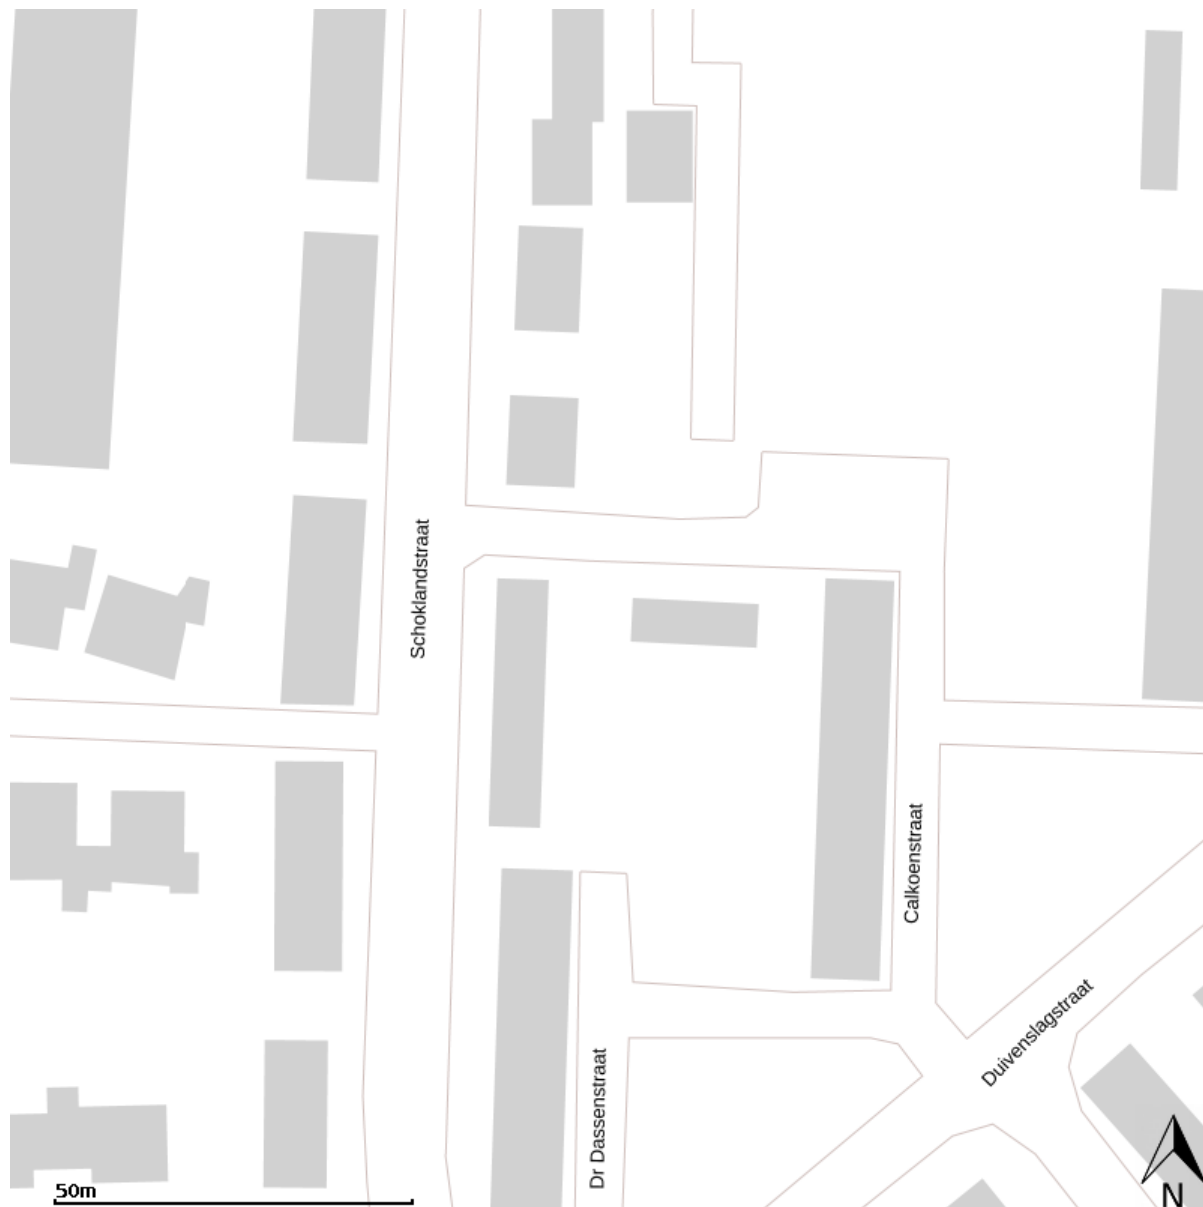 Schoklandstraat
Calkoenstraat
Duivenslagstraat
Dr Dassenstraat
50m
N